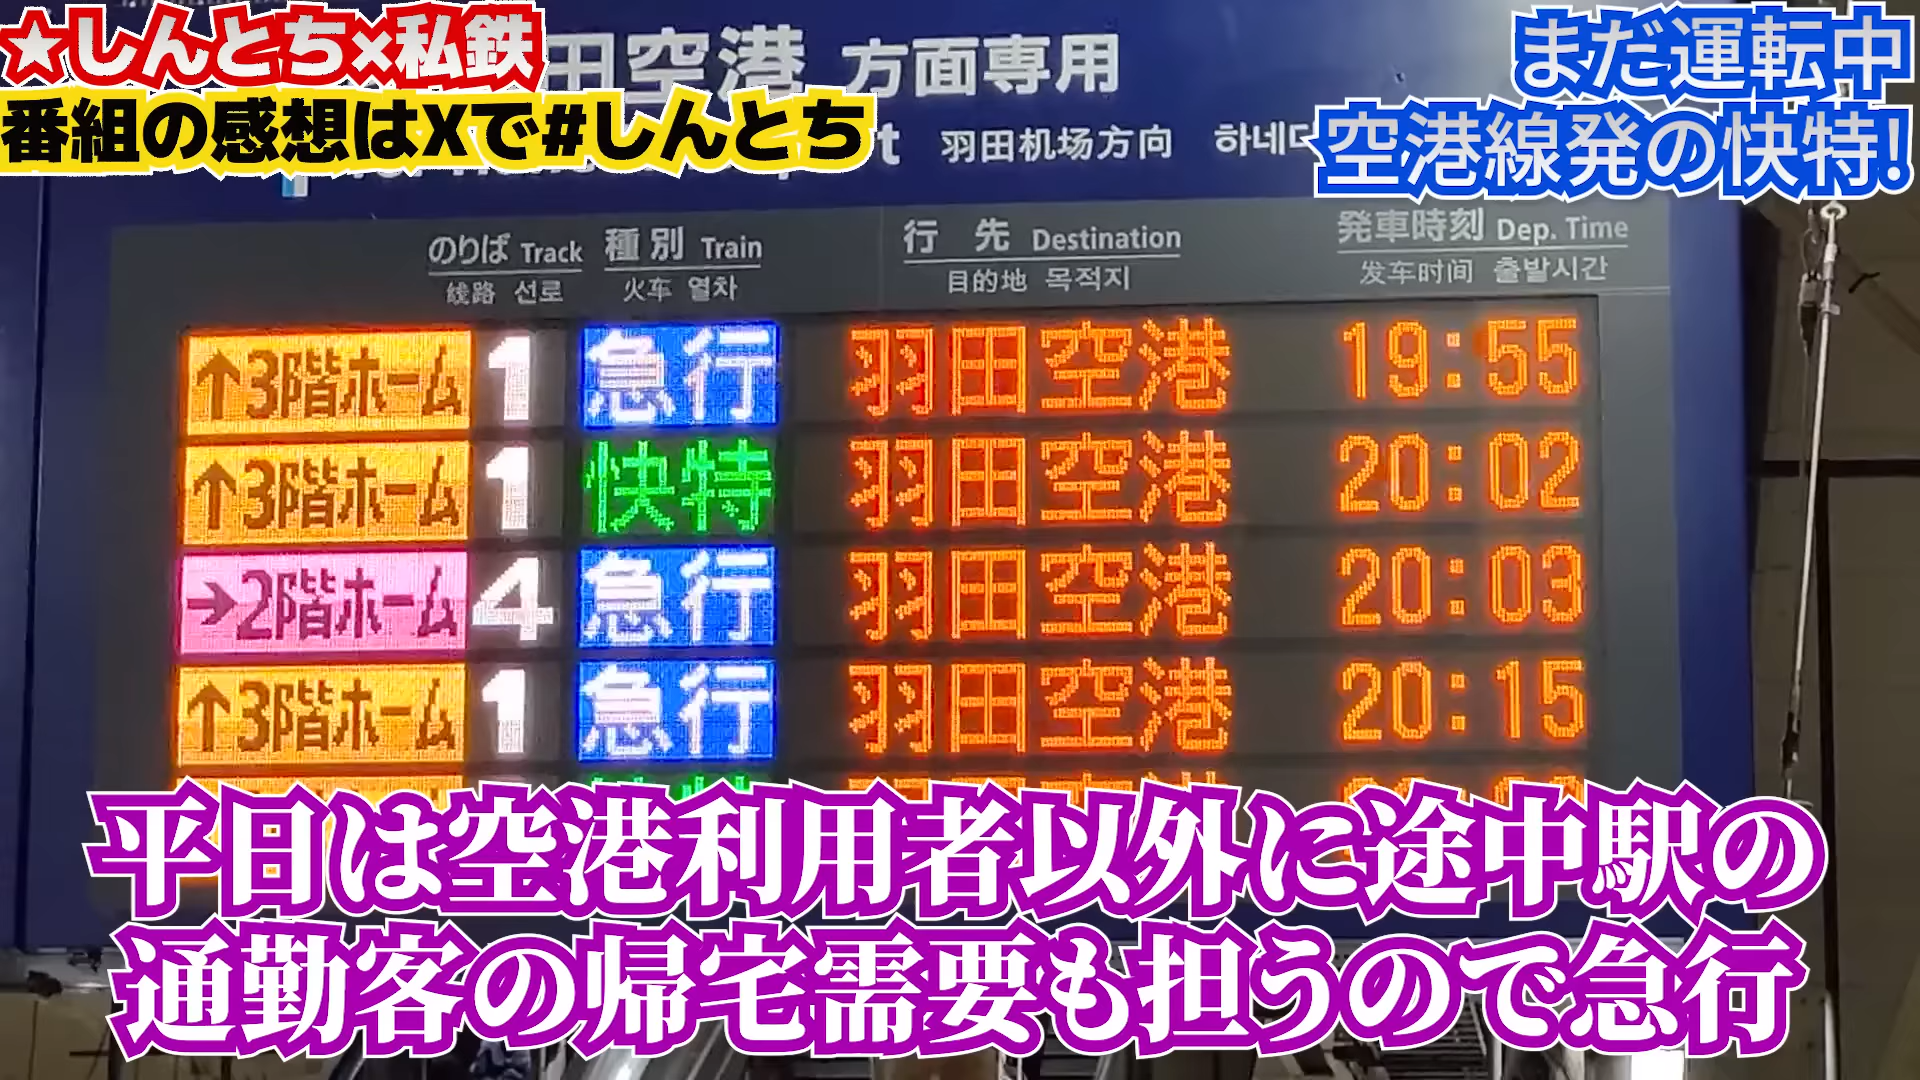 ★しんとち×私鉄
番組の感想はXで#しんとち
まだ運転中
空港線発の快特!
田空港 方面専用
羽田机场方向 하네다
のりば Track 種別 Train 行先 Destination 発車時刻 Dep. Time
线路 선로 火车 열차 目的地 목적지 发车时间 출발시간
↑3階ホーム 1 急行 羽田空港 19:55
↑3階ホーム 1 快特 羽田空港 20:02
→2階ホーム 4 急行 羽田空港 20:03
↑3階ホーム 1 急行 羽田空港 20:15
平日は空港利用者以外に途中駅の
通勤客の帰宅需要も担うので急行